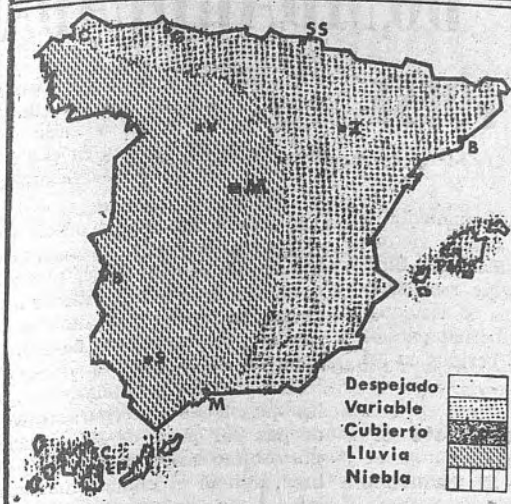 C
G
SS
V
Z
B
M
B
S
M
Despejado
Variable
Cubierto
Lluvia
Niebla